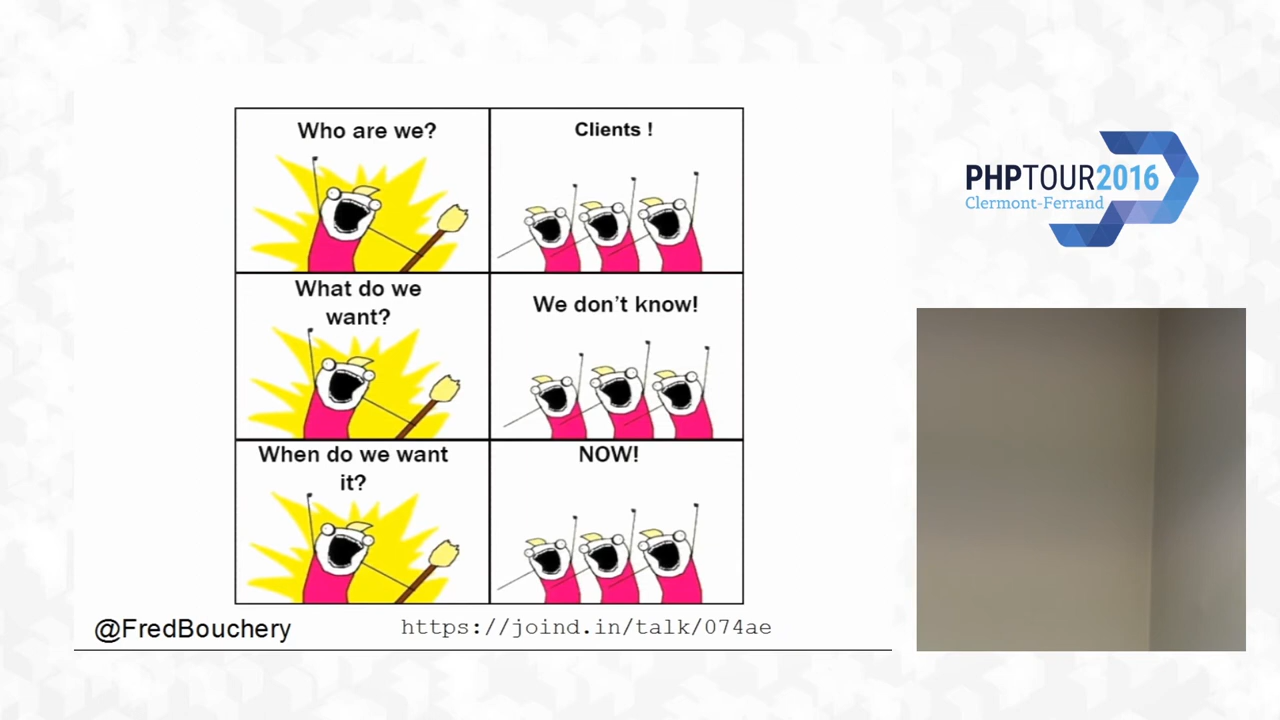 Who are we?
Clients !
What do we
want?
We don't know!
When do we want
it?
NOW!
@FredBouchery
https://joind.in/talk/074ae
PHPTOUR2016
Clermont-Ferrand